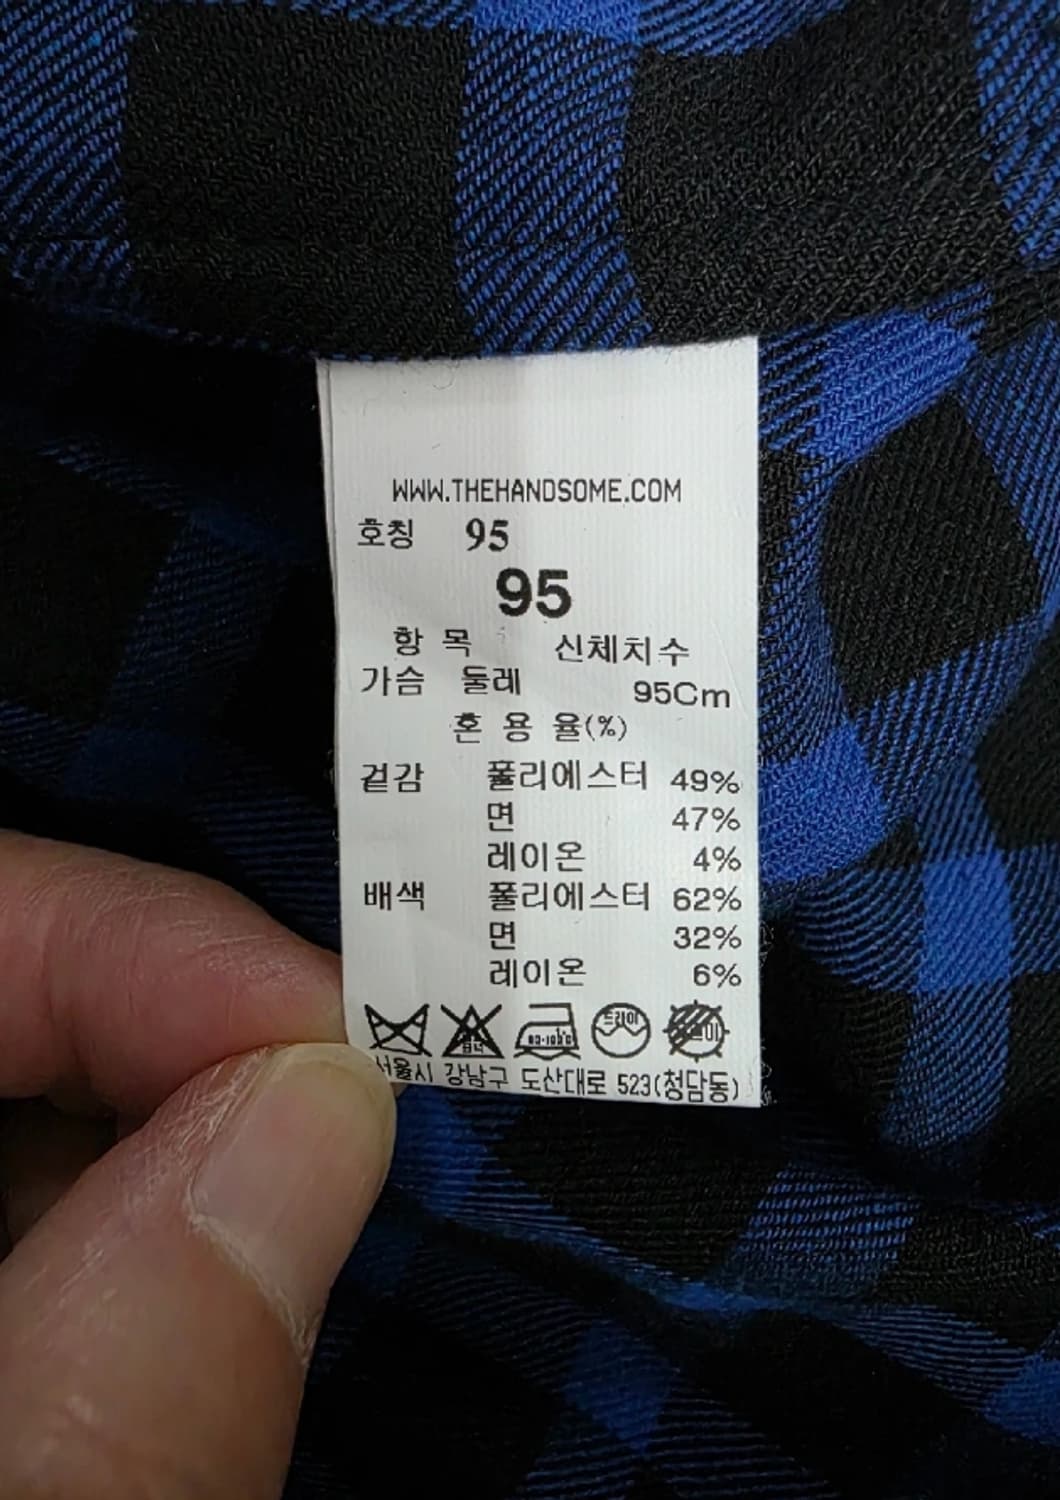 WWW.THEHANDSOME.COM
호칭 95
95
항 목 신체치수
가슴 둘레 95Cm
혼 용 율(%)
겉감 폴리에스터 49%
면 47%
레이온 4%
배색 폴리에스터 62%
면 32%
레이온 6%
드라이
서울시 강남구 도산대로 523(청담동)